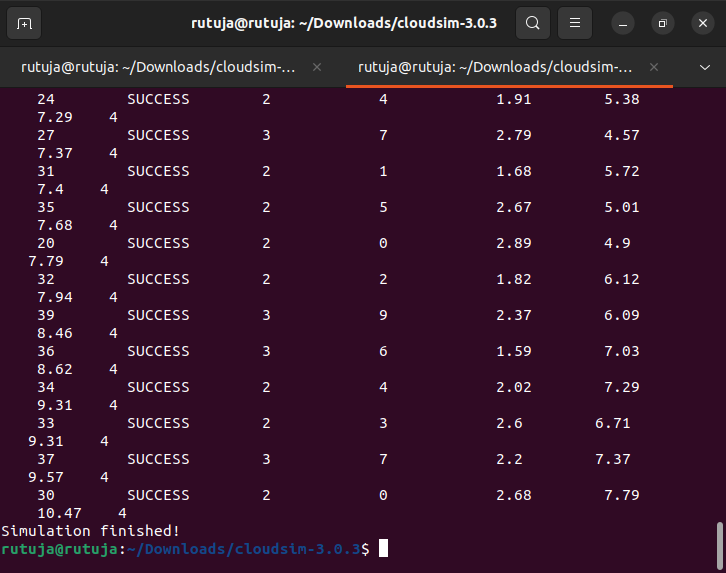 rutuja@rutuja: ~/Downloads/cloudsim-3.0.3
rutuja@rutuja: ~/Downloads/cloudsim-... × rutuja@rutuja: ~/Downloads/cloudsim-... ×
24 SUCCESS 2 4 1.91 5.38
7.29 4
27 SUCCESS 3 7 2.79 4.57
7.37 4
31 SUCCESS 2 1 1.68 5.72
7.4 4
35 SUCCESS 2 5 2.67 5.01
7.68 4
20 SUCCESS 2 0 2.89 4.9
7.79 4
32 SUCCESS 2 2 1.82 6.12
7.94 4
39 SUCCESS 3 9 2.37 6.09
8.46 4
36 SUCCESS 3 6 1.59 7.03
8.62 4
34 SUCCESS 2 4 2.02 7.29
9.31 4
33 SUCCESS 2 3 2.6 6.71
9.31 4
37 SUCCESS 3 7 2.2 7.37
9.57 4
30 SUCCESS 2 0 2.68 7.79
10.47 4
Simulation finished!
rutuja@rutuja:~/Downloads/cloudsim-3.0.3$